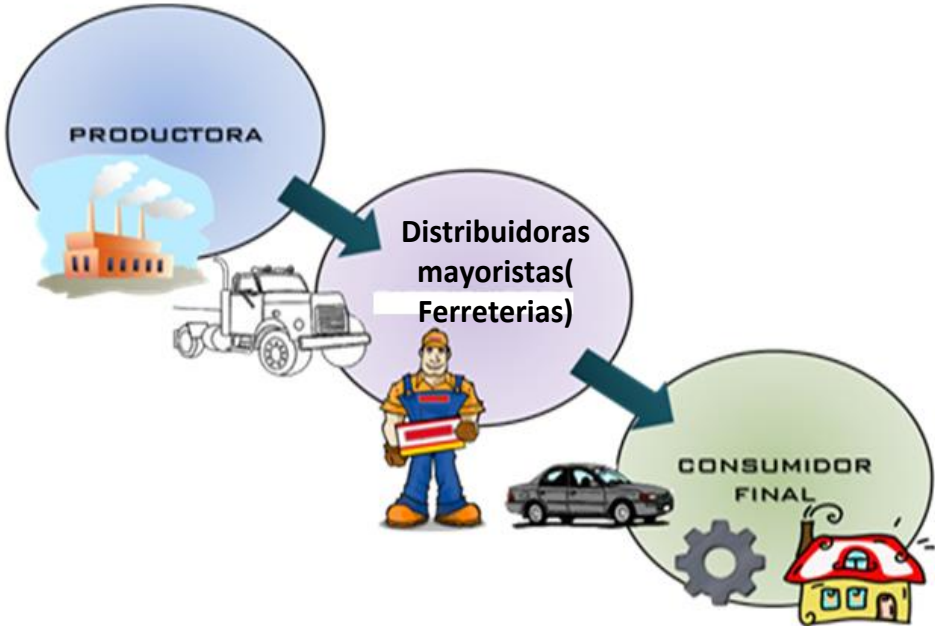 PRODUCTORA
Distribuidoras
mayoristas(
Ferreterias)
CONSUMIDOR
FINAL